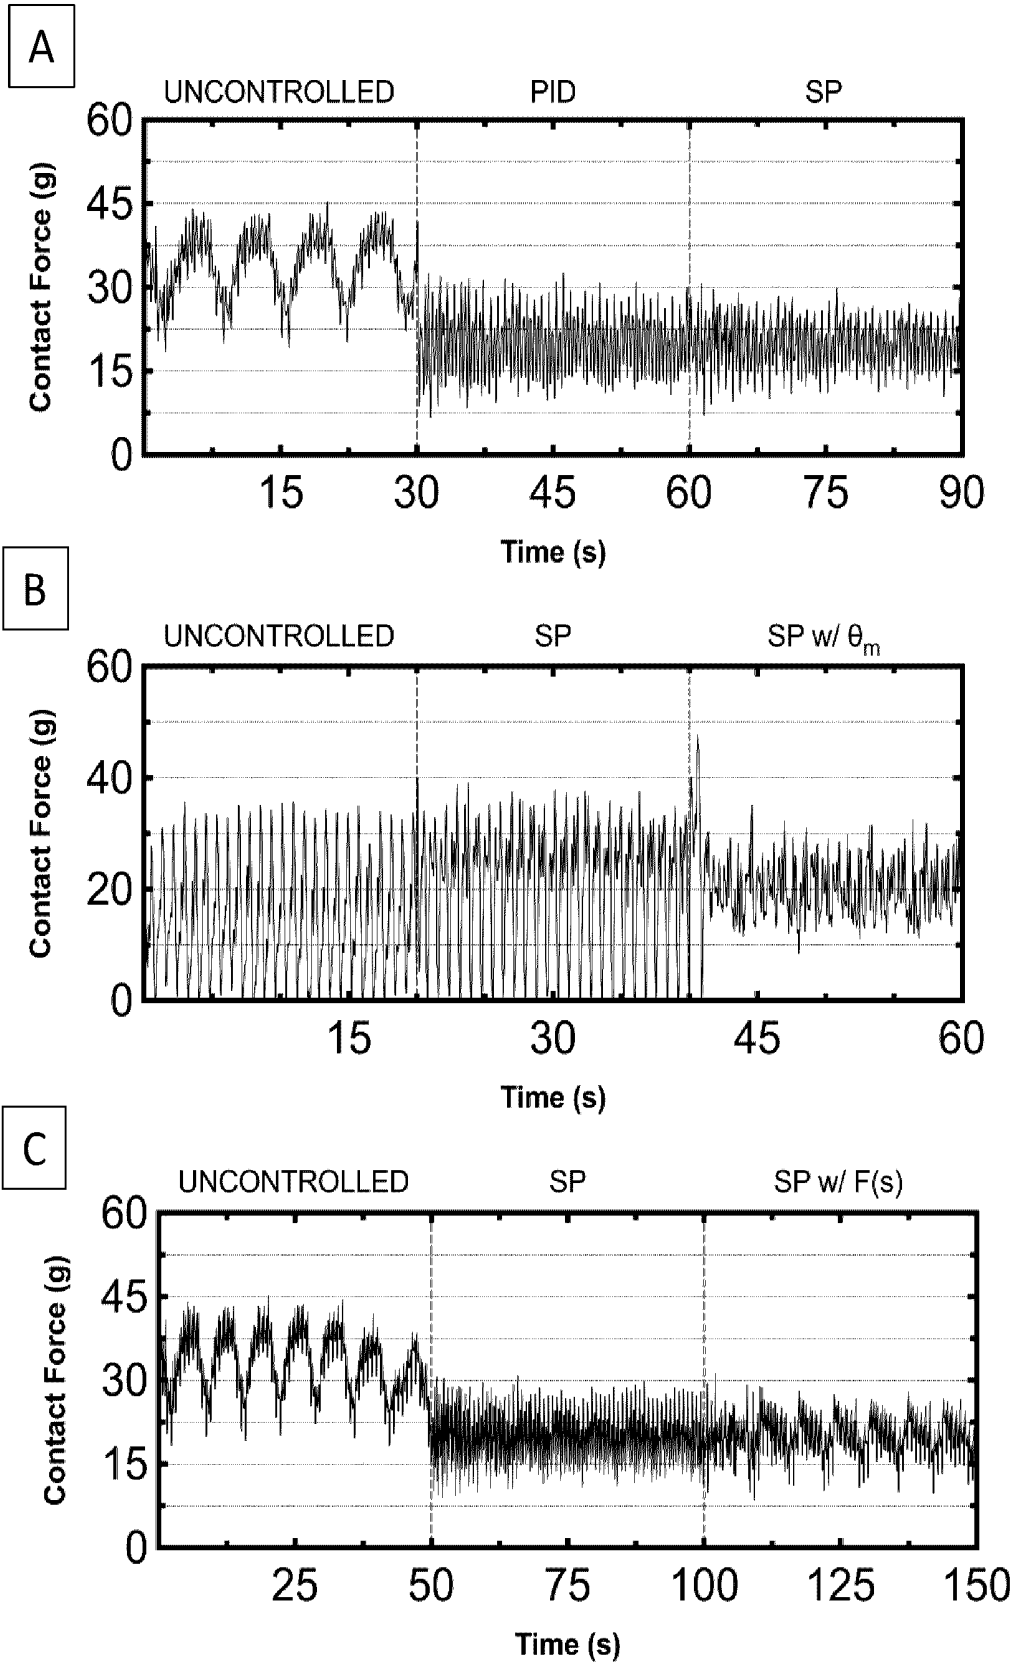 A
UNCONTROLLED PID SP
60
45
30
15
0
Contact Force (g)
15 30 45 60 75 90
Time (s)
B
UNCONTROLLED SP SP w/ θm
60
40
20
0
Contact Force (g)
15 30 45 60
Time (s)
C
UNCONTROLLED SP SP w/ F(s)
60
45
30
15
0
Contact Force (g)
25 50 75 100 125 150
Time (s)